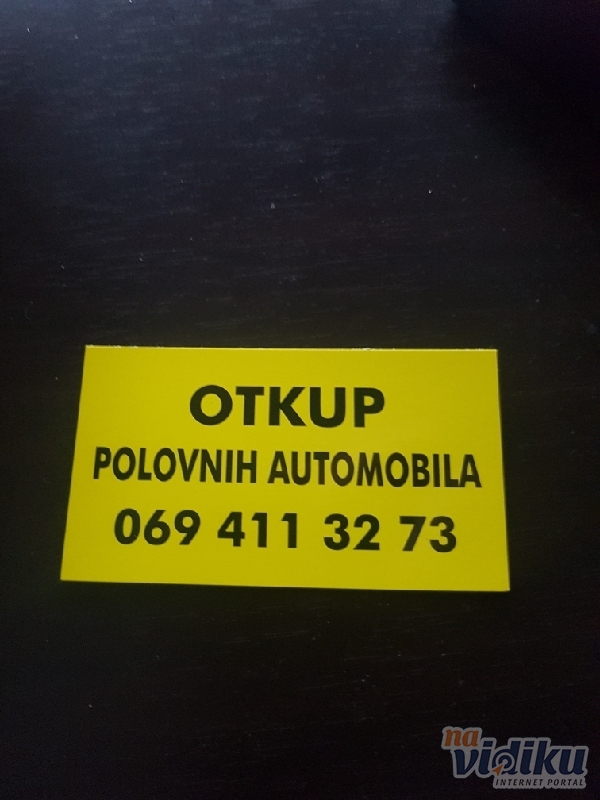 OTKUP
POLOVNIH AUTOMOBILA
069 411 32 73
na
vidiku
INTERNET PORTAL